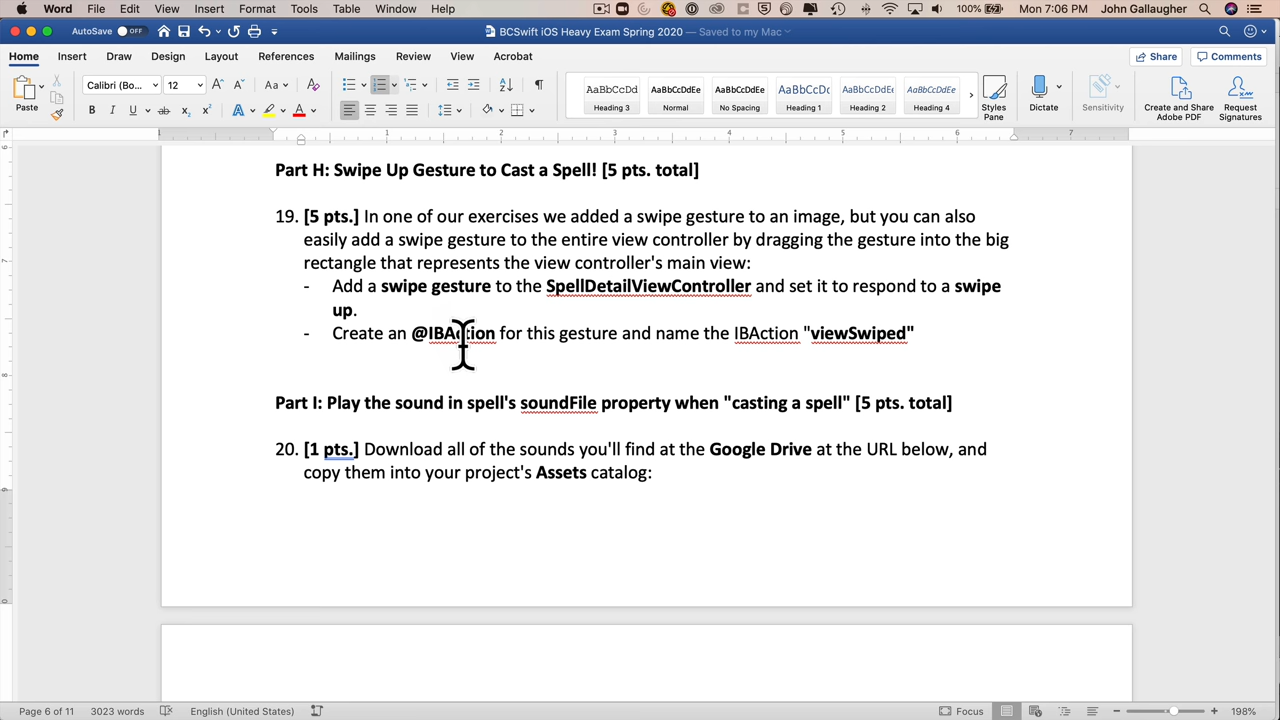 Word File Edit View Insert Format Tools Table Window Help 100% Mon 7:06 PM John Gallaugher
AutoSave OFF BCSwift iOS Heavy Exam Spring 2020 — Saved to my Mac
Home Insert Draw Design Layout References Mailings Review View Acrobat Share Comments
Calibri (Bo... 12
Paste
AaBbCcDd AaBbCcDdEe AaBbCcDdEe AaBbCcDc AaBbCcDdEe AaBbCcDdEe
Heading 3 Normal No Spacing Heading 1 Heading 2 Heading 4
Styles Pane Dictate Sensitivity Create and Share Adobe PDF Request Signatures
1 1 2 3 4 5 6 7
Part H: Swipe Up Gesture to Cast a Spell! [5 pts. total]
19. [5 pts.] In one of our exercises we added a swipe gesture to an image, but you can also
easily add a swipe gesture to the entire view controller by dragging the gesture into the big
rectangle that represents the view controller's main view:
- Add a swipe gesture to the SpellDetailViewController and set it to respond to a swipe
up.
- Create an @IBAction for this gesture and name the IBAction "viewSwiped"
Part I: Play the sound in spell's soundFile property when "casting a spell" [5 pts. total]
20. [1 pts.] Download all of the sounds you'll find at the Google Drive at the URL below, and
copy them into your project's Assets catalog:
Page 6 of 11 3023 words English (United States) Focus 198%